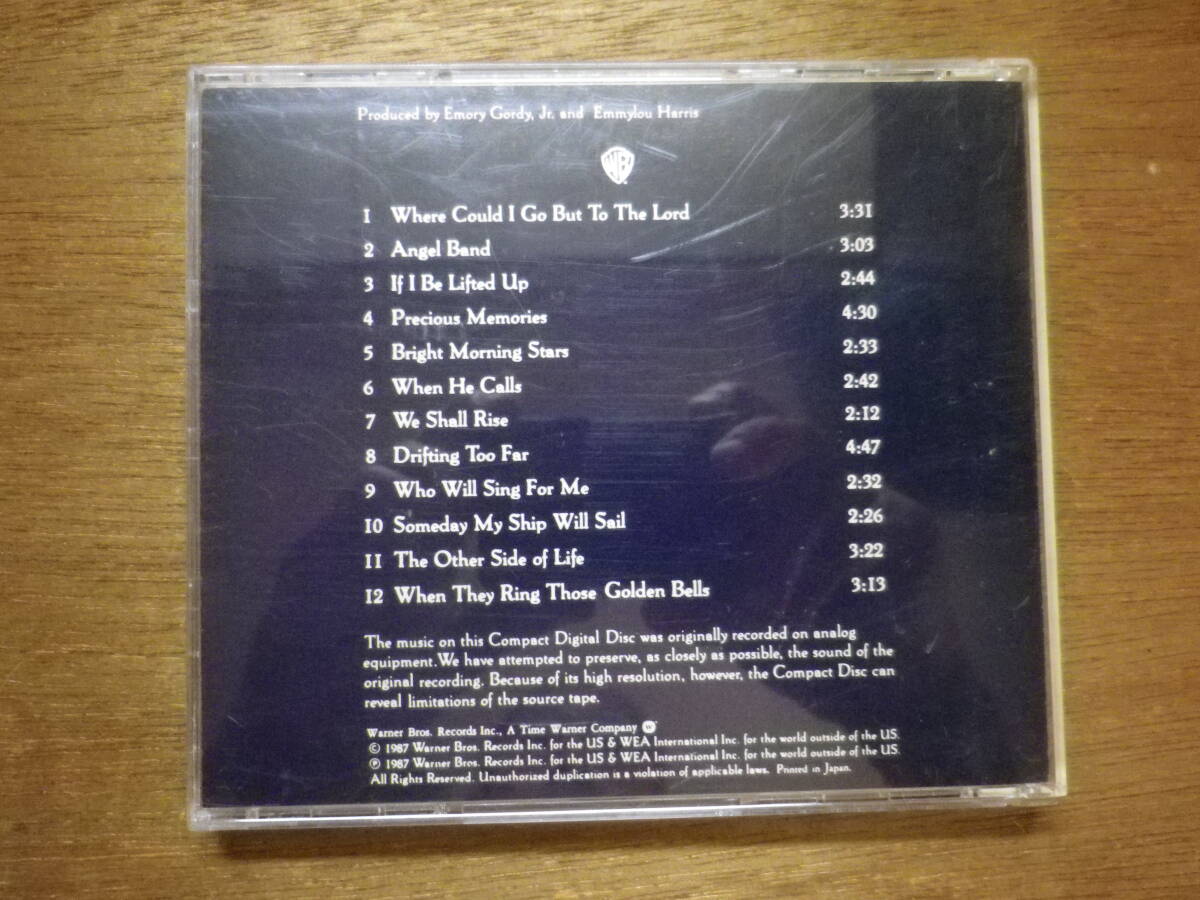 Produced by Emory Gordy, Jr. and Emmylou Harris
WB
1 Where Could I Go But To The Lord 3:31
2 Angel Band 3:03
3 If I Be Lifted Up 2:44
4 Precious Memories 4:30
5 Bright Morning Stars 2:33
6 When He Calls 2:42
7 We Shall Rise 2:12
8 Drifting Too Far 4:47
9 Who Will Sing For Me 2:32
10 Someday My Ship Will Sail 2:26
11 The Other Side of Life 3:22
12 When They Ring Those Golden Bells 3:13
The music on this Compact Digital Disc was originally recorded on analog
equipment. We have attempted to preserve, as closely as possible, the sound of the
original recording. Because of its high resolution, however, the Compact Disc can
reveal limitations of the source tape.
Warner Bros. Records Inc., A Time Warner Company
© 1987 Warner Bros. Records Inc. for the US & WEA International Inc. for the world outside of the US.
℗ 1987 Warner Bros. Records Inc. for the US & WEA International Inc. for the world outside of the US.
All Rights Reserved. Unauthorized duplication is a violation of applicable laws. Printed in Japan.